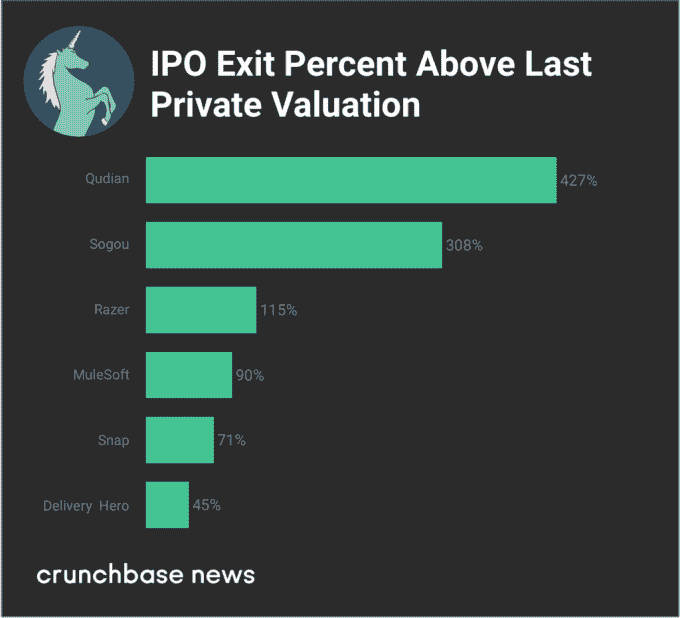 IPO Exit Percent Above Last
Private Valuation
Qudian 427%
Sogou 308%
Razer 115%
MuleSoft 90%
Snap 71%
Delivery Hero 45%
crunchbase news